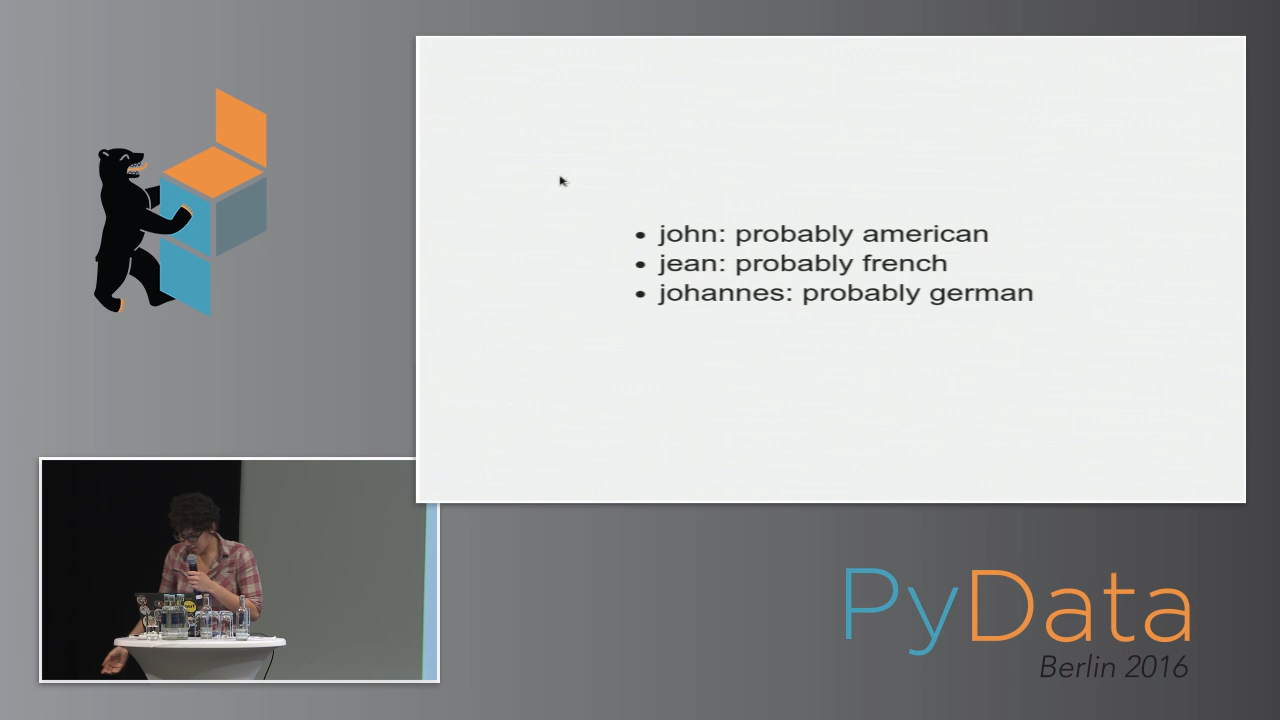 • john: probably american
• jean: probably french
• johannes: probably german
PyData
Berlin 2016